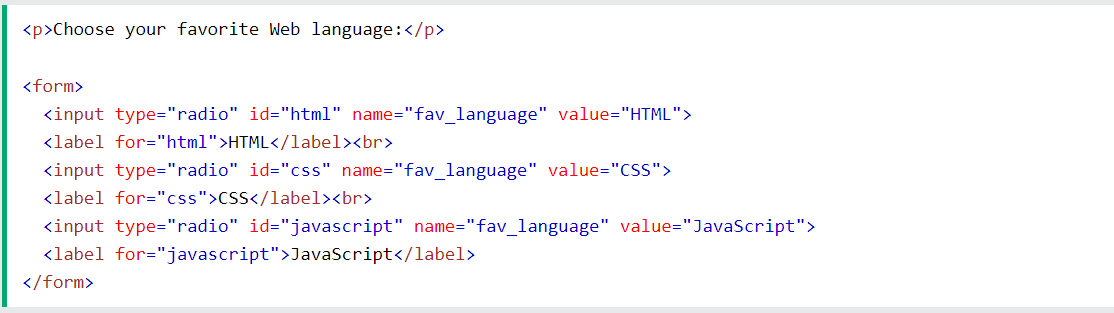 <p>Choose your favorite Web language:</p>
<form>
<input type="radio" id="html" name="fav_language" value="HTML">
<label for="html">HTML</label><br>
<input type="radio" id="css" name="fav_language" value="CSS">
<label for="css">CSS</label><br>
<input type="radio" id="javascript" name="fav_language" value="JavaScript">
<label for="javascript">JavaScript</label>
</form>